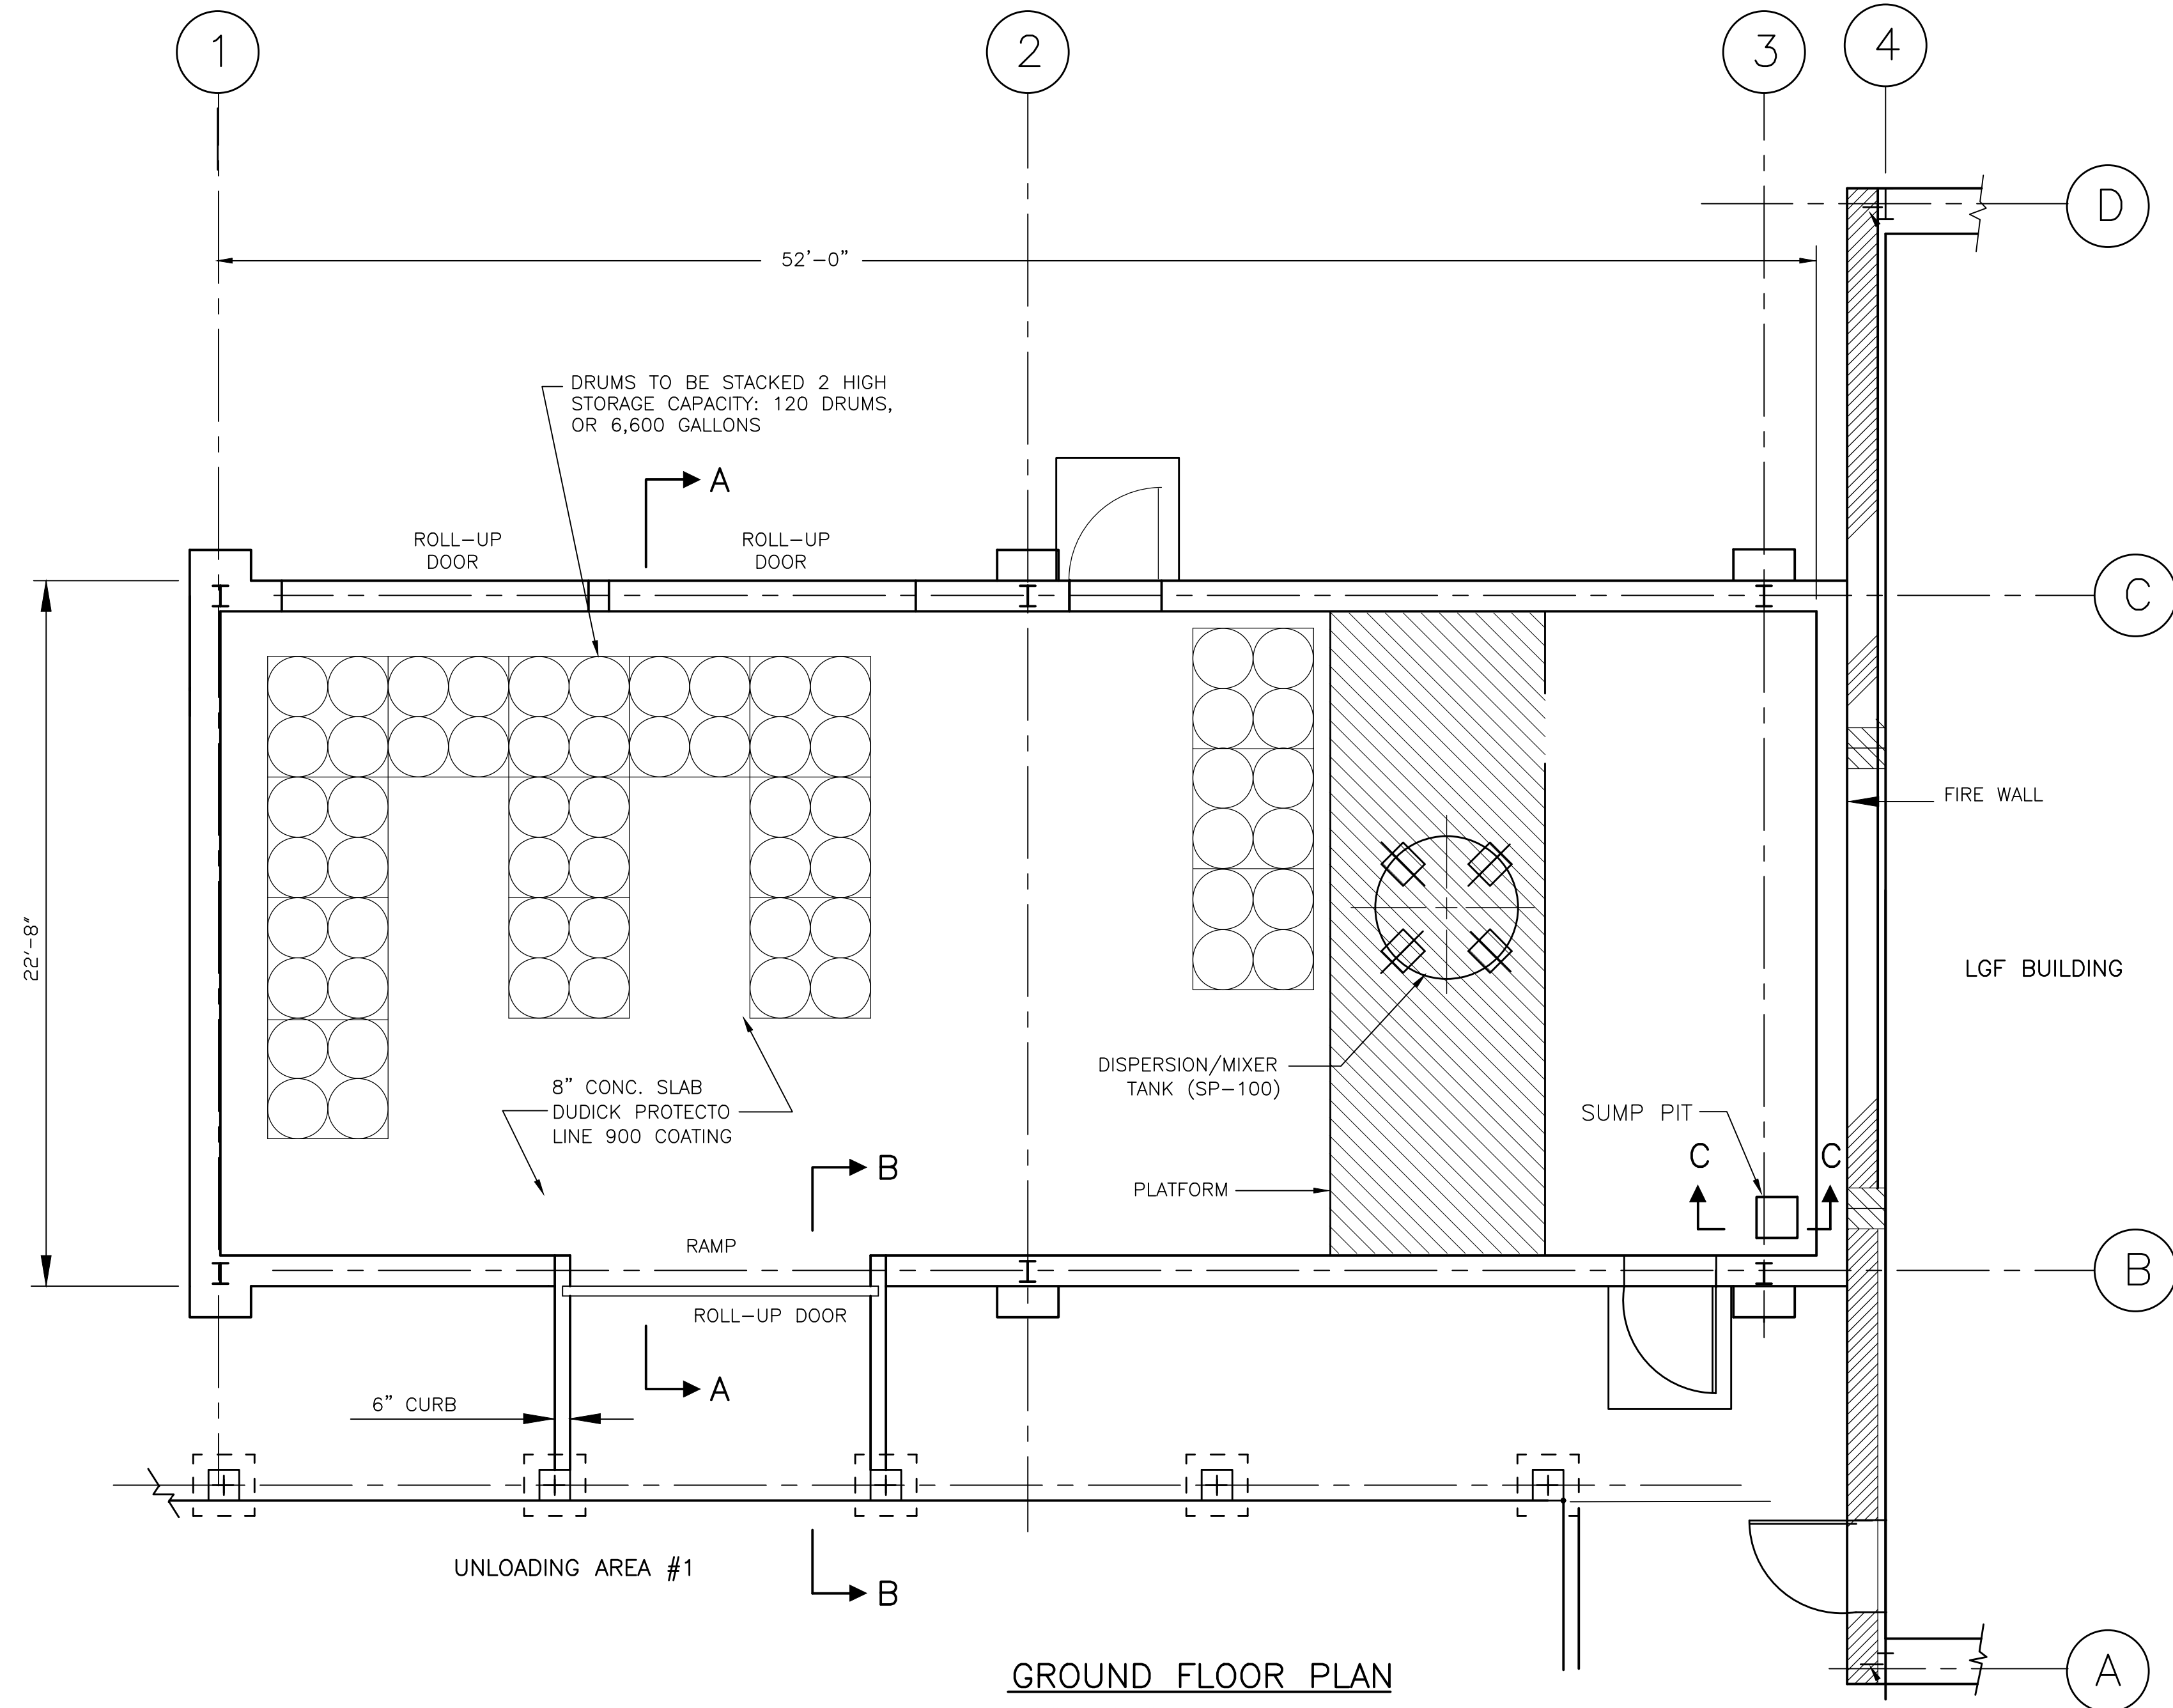 1
2
3
4
D
52'-0"
DRUMS TO BE STACKED 2 HIGH
STORAGE CAPACITY: 120 DRUMS,
OR 6,600 GALLONS
A
ROLL-UP
DOOR
ROLL-UP
DOOR
C
FIRE WALL
22'-8"
LGF BUILDING
DISPERSION/MIXER
TANK (SP-100)
8" CONC. SLAB
DUDICK PROTECTO
LINE 900 COATING
SUMP PIT
C
C
B
PLATFORM
RAMP
B
ROLL-UP DOOR
A
6" CURB
UNLOADING AREA #1
B
GROUND FLOOR PLAN
A